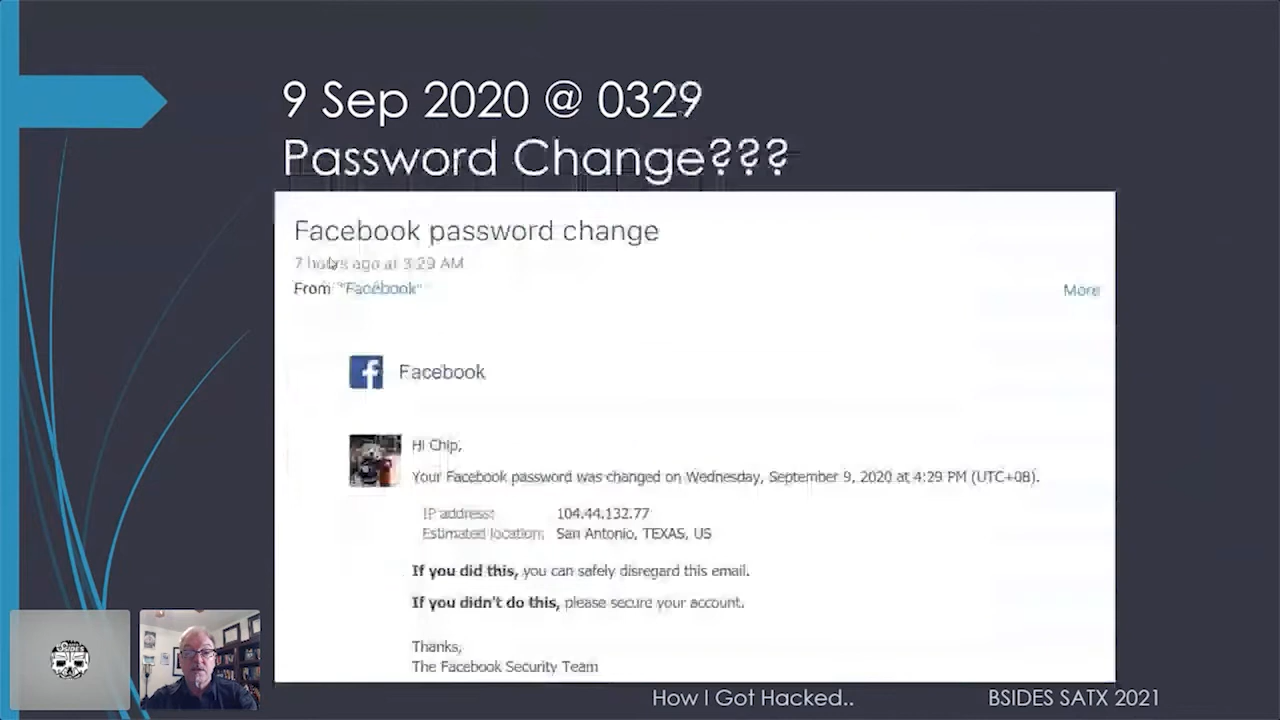 9 Sep 2020 @ 0329
Password Change???
Facebook password change
7 hours ago at 3:29 AM
From "Facebook"
More
Facebook
Hi Chip,
Your Facebook password was changed on Wednesday, September 9, 2020 at 4:29 PM (UTC+08).
IP address: 104.44.132.77
Estimated location: San Antonio, TEXAS, US
If you did this, you can safely disregard this email.
If you didn't do this, please secure your account.
Thanks,
The Facebook Security Team
BSIDES
How I Got Hacked..
BSIDES SATX 2021